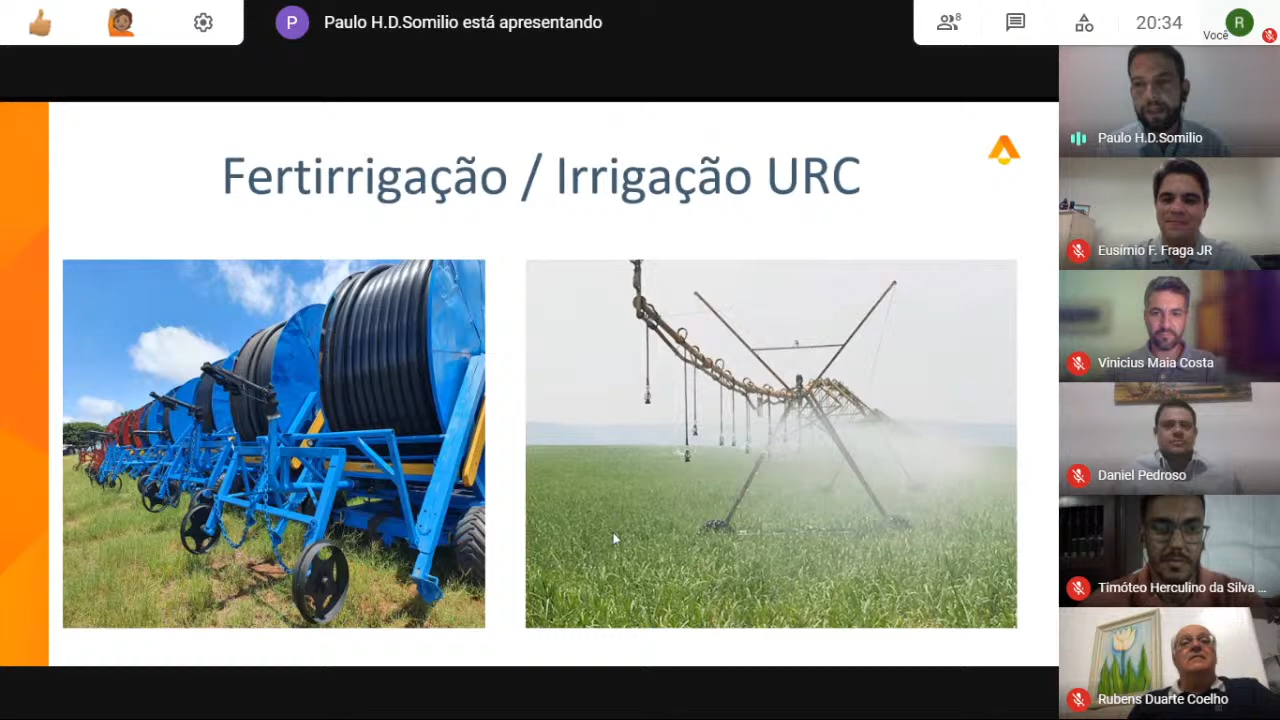 P
Paulo H.D.Somilio está apresentando
8
20:34
Você
R
Fertirrigação / Irrigação URC
Paulo H.D.Somilio
Eusímio F. Fraga JR
Vinicius Maia Costa
Daniel Pedroso
Timóteo Herculino da Silva ...
Rubens Duarte Coelho